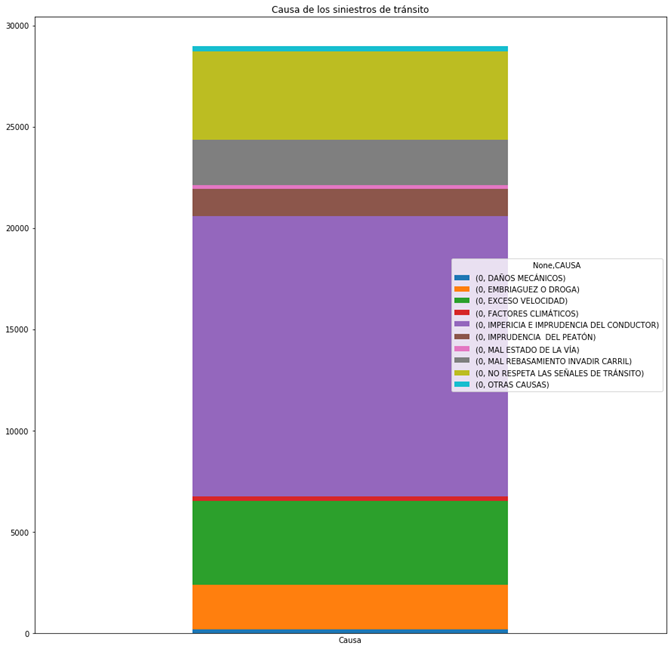 Causa de los siniestros de tránsito
30000
25000
20000
15000
10000
5000
0
None,CAUSA
(0, DAÑOS MECÁNICOS)
(0, EMBRIAGUEZ O DROGA)
(0, EXCESO VELOCIDAD)
(0, FACTORES CLIMÁTICOS)
(0, IMPERICIA E IMPRUDENCIA DEL CONDUCTOR)
(0, IMPRUDENCIA  DEL PEATÓN)
(0, MAL ESTADO DE LA VÍA)
(0, MAL REBASAMIENTO INVADIR CARRIL)
(0, NO RESPETA LAS SEÑALES DE TRÁNSITO)
(0, OTRAS CAUSAS)
Causa